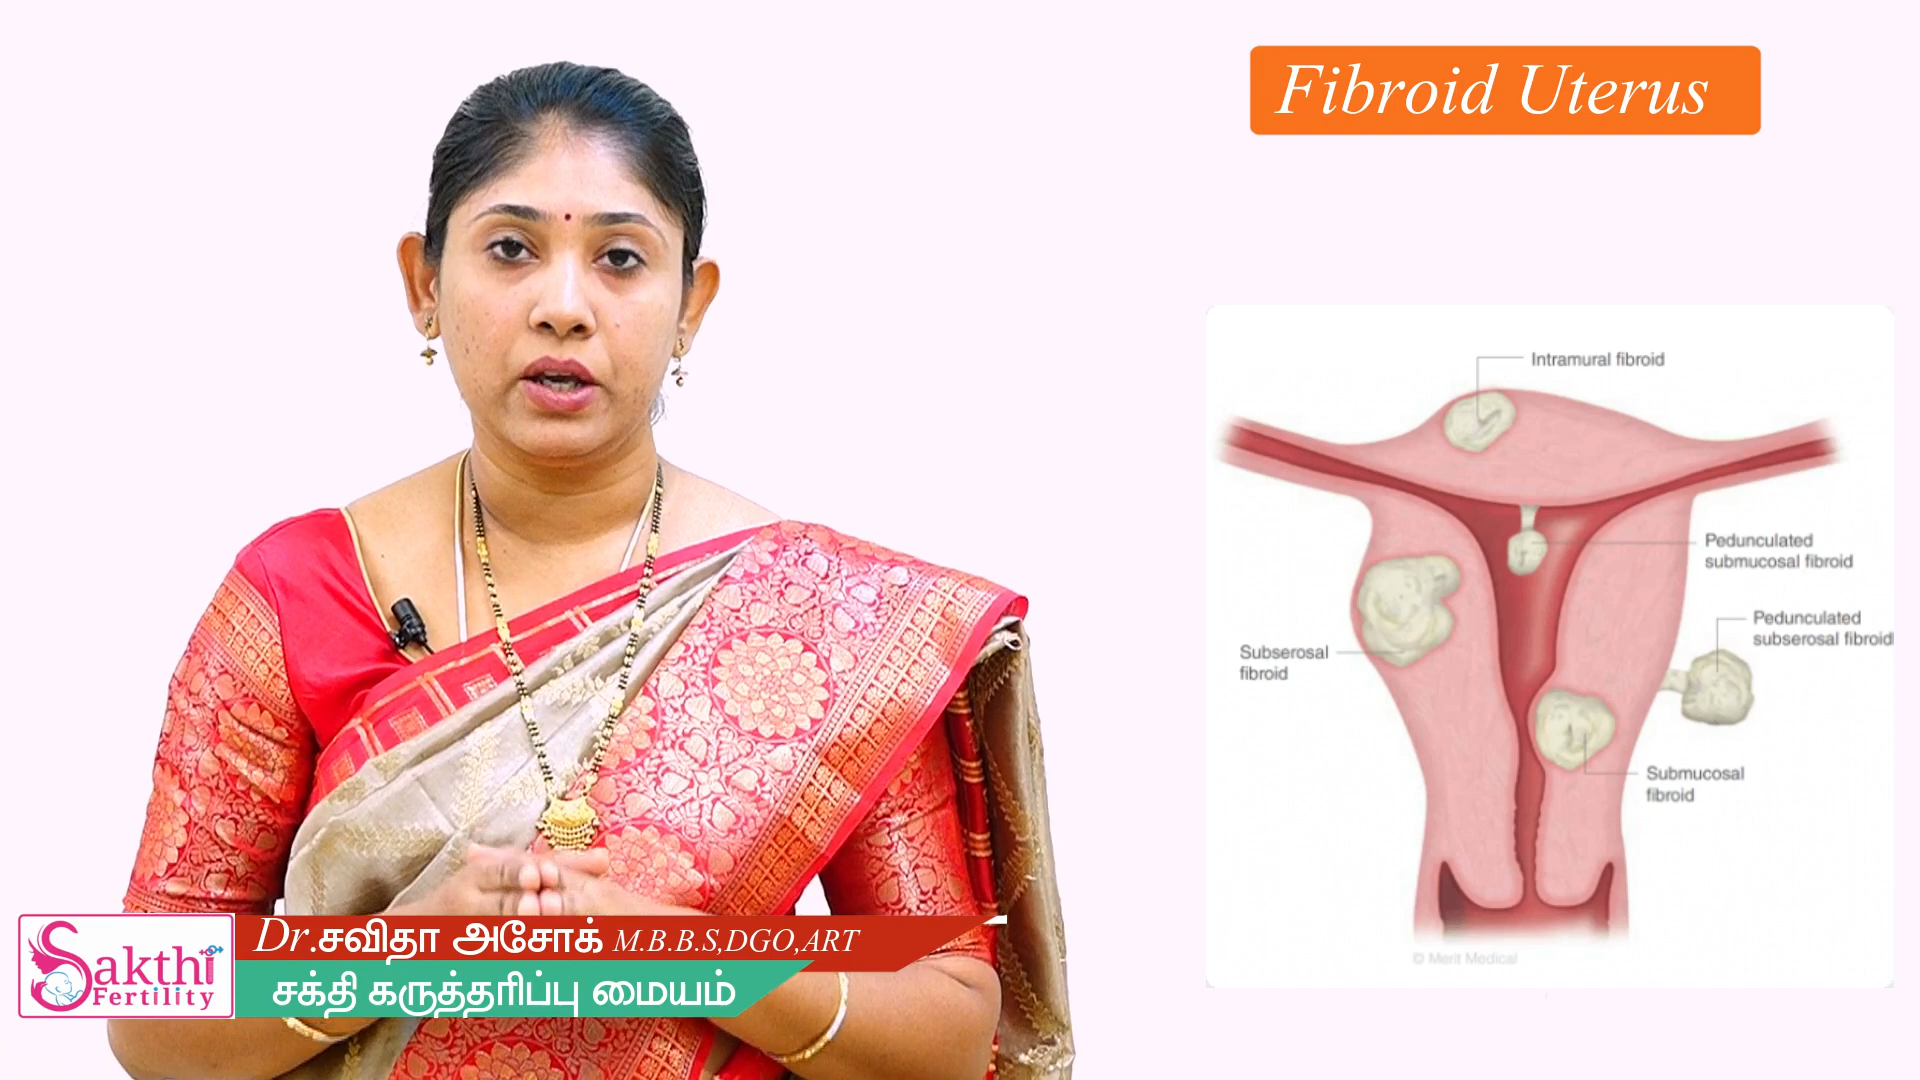 Fibroid Uterus
Intramural fibroid
Pedunculated
submucosal fibroid
Pedunculated
subserosal fibroid
Subserosal
fibroid
Submucosal
fibroid
© Merit Medical
Dr.சவிதா அசோக் M.B.B.S,DGO,ART
சக்தி கருத்தரிப்பு மையம்
Sakthi
Fertility